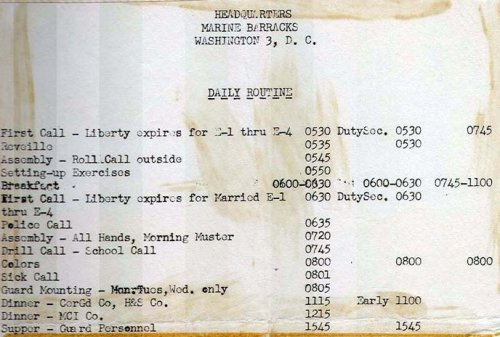 HEADQUARTERS
MARINE BARRACKS
WASHINGTON 3, D. C.
DAILY ROUTINE
First Call - Liberty expires for E-1 thru E-4 0530 DutySec. 0530 0745
Reveille 0535 0530
Assembly - Roll Call outside 0545
Setting-up Exercises 0550
Breakfast 0600-0630 0600-0630 0745-1100
First Call - Liberty expires for Married E-1 0630 DutySec. 0630
thru E-4
Police Call 0635
Assembly - All Hands, Morning Muster 0720
Drill Call - School Call 0745
Colors 0800 0800 0800
Sick Call 0801
Guard Mounting - Mon,Tues,Wed. only 0805
Dinner - CerGd Co, H&S Co. 1115 Early 1100
Dinner - MCI Co. 1215
Supper - Guard Personnel 1545 1545